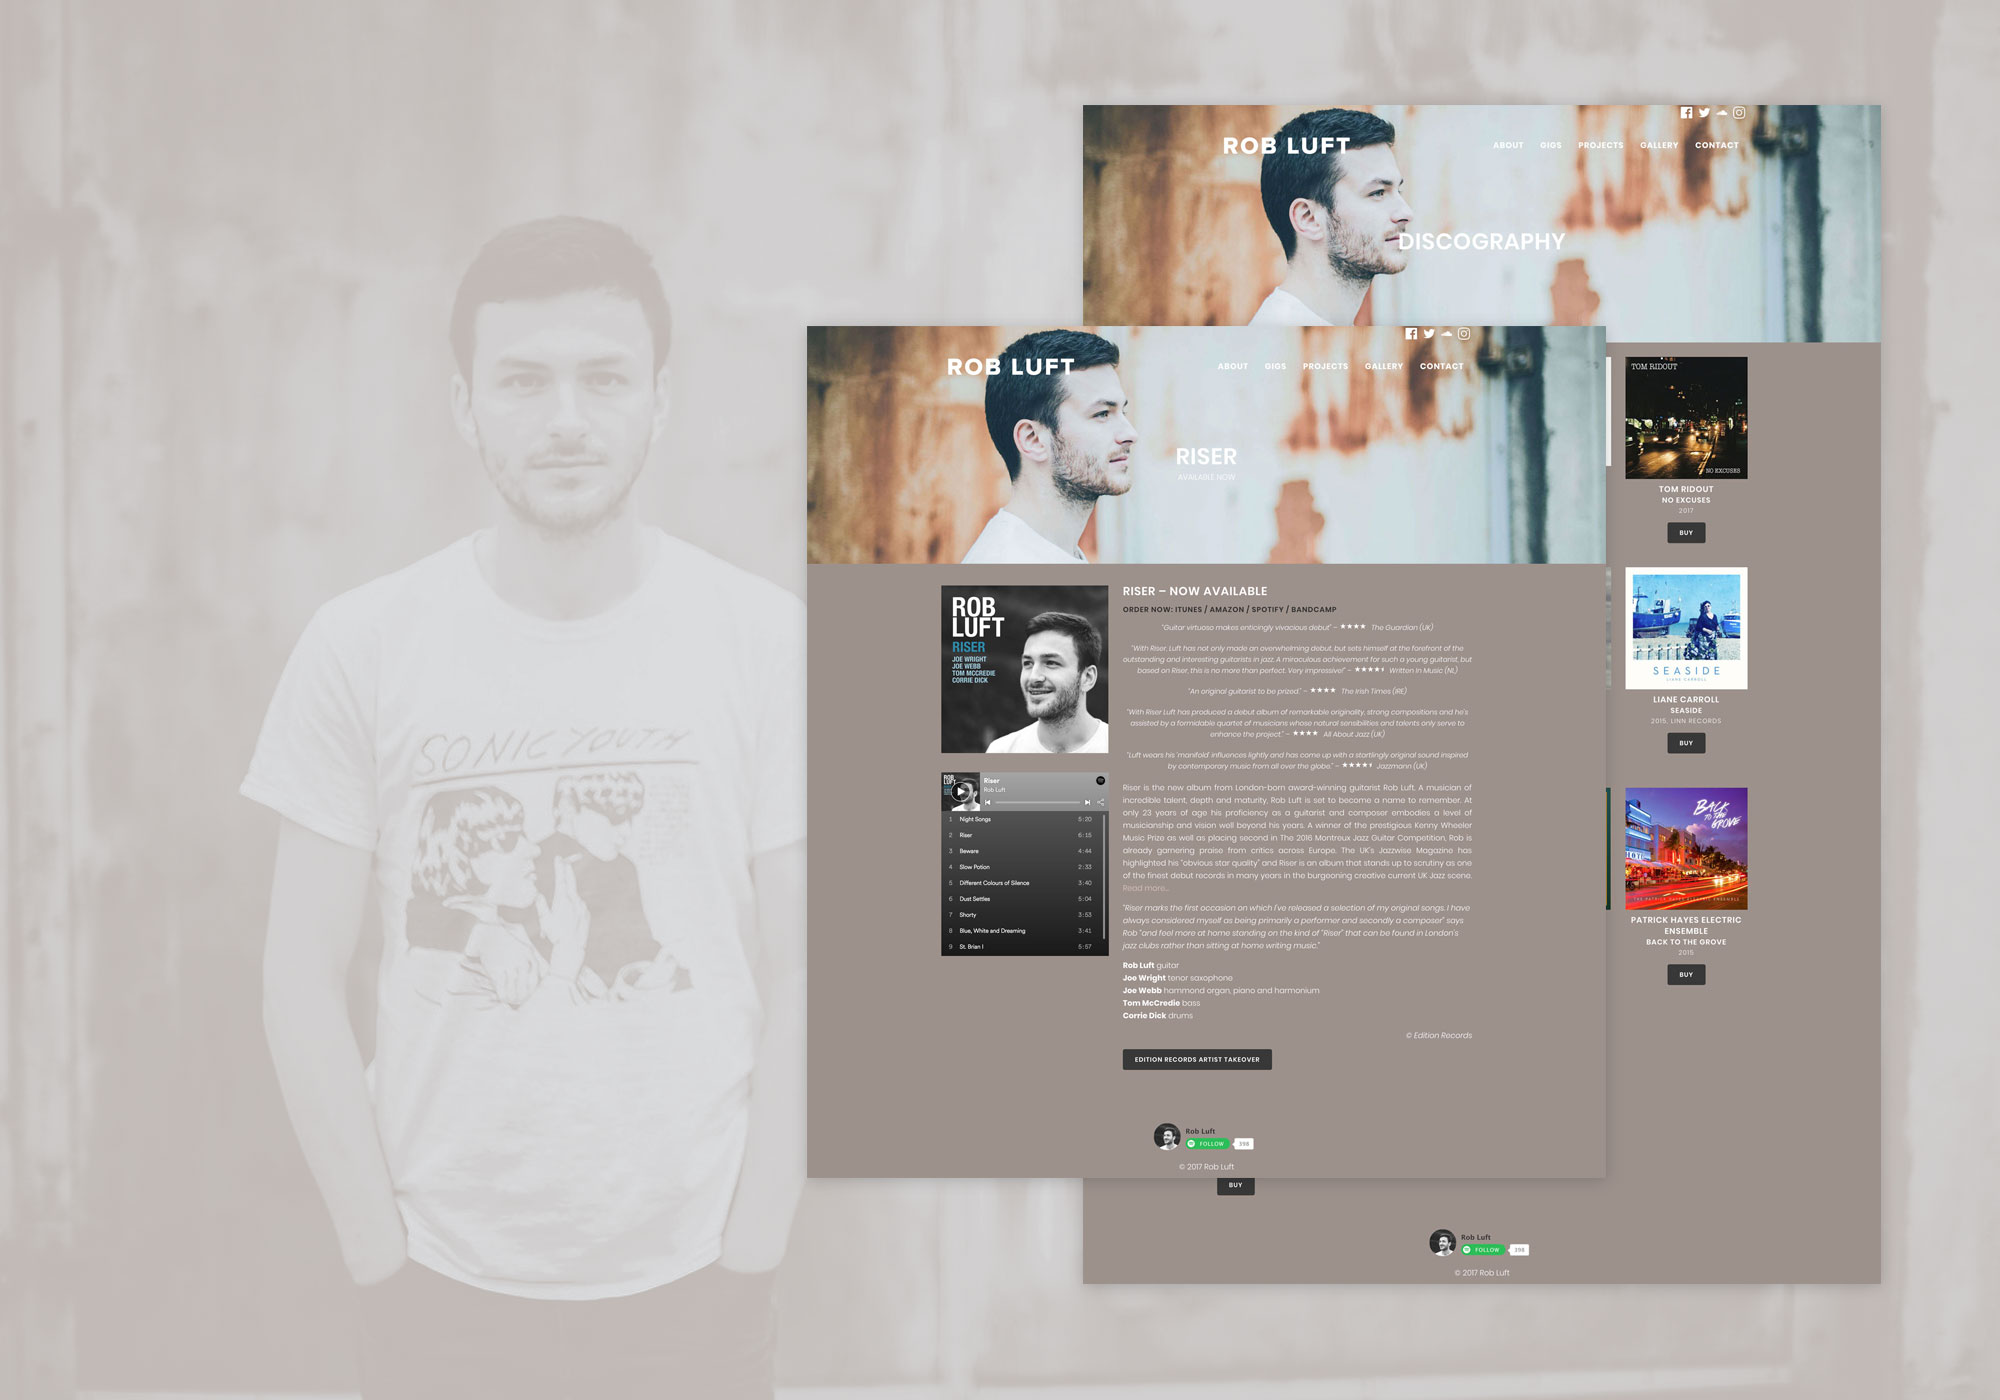 SONIC YOUTH
ROB LUFT
ABOUT GIGS PROJECTS GALLERY CONTACT
DISCOGRAPHY
TOM RIDOUT
NO EXCUSES
TOM RIDOUT
NO EXCUSES
2017
BUY
SEASIDE
LIANE CARROLL
LIANE CARROLL
SEASIDE
2015, LINN RECORDS
BUY
BACK
TO THE
GROVE
THE PATRICK HAYES ELECTRIC ENSEMBLE
PATRICK HAYES ELECTRIC
ENSEMBLE
BACK TO THE GROVE
2015
BUY
BUY
Rob Luft
FOLLOW 398
© 2017 Rob Luft
ROB LUFT
ABOUT GIGS PROJECTS GALLERY CONTACT
RISER
AVAILABLE NOW
ROB
LUFT
RISER
JOE WRIGHT
JOE WEBB
TOM MCCREDIE
CORRIE DICK
ROB
LUFT
Riser
Rob Luft
1 Night Songs 5:20
2 Riser 6:15
3 Beware 4:44
4 Slow Potion 2:33
5 Different Colours of Silence 3:40
6 Dust Settles 5:04
7 Shorty 3:53
8 Blue, White and Dreaming 3:41
9 St. Brian I 5:57
RISER – NOW AVAILABLE
ORDER NOW: ITUNES / AMAZON / SPOTIFY / BANDCAMP
"Guitar virtuoso makes enticingly vivacious debut" – ★★★★ The Guardian (UK)
"With Riser, Luft has not only made an overwhelming debut, but sets himself at the forefront of the
outstanding and interesting guitarists in jazz. A miraculous achievement for such a young guitarist, but
based on Riser, this is no more than perfect. Very impressive!" – ★★★★ Written In Music (NL)
"An original guitarist to be prized." – ★★★★ The Irish Times (IRE)
"With Riser Luft has produced a debut album of remarkable originality, strong compositions and he's
assisted by a formidable quartet of musicians whose natural sensibilities and talents only serve to
enhance the project." – ★★★★ All About Jazz (UK)
"Luft wears his 'manifold' influences lightly and has come up with a startlingly original sound inspired
by contemporary music from all over the globe." – ★★★★ Jazzmann (UK)
Riser is the new album from London-born award-winning guitarist Rob Luft. A musician of
incredible talent, depth and maturity, Rob Luft is set to become a name to remember. At
only 23 years of age his proficiency as a guitarist and composer embodies a level of
musicianship and vision well beyond his years. A winner of the prestigious Kenny Wheeler
Music Prize as well as placing second in The 2016 Montreux Jazz Guitar Competition, Rob is
already garnering praise from critics across Europe. The UK's Jazzwise Magazine has
highlighted his "obvious star quality" and Riser is an album that stands up to scrutiny as one
of the finest debut records in many years in the burgeoning creative current UK Jazz scene.
Read more...
"Riser marks the first occasion on which I've released a selection of my original songs. I have
always considered myself as being primarily a performer and secondly a composer" says
Rob "and feel more at home standing on the kind of "Riser" that can be found in London's
jazz clubs rather than sitting at home writing music."
Rob Luft guitar
Joe Wright tenor saxophone
Joe Webb hammond organ, piano and harmonium
Tom McCredie bass
Corrie Dick drums
© Edition Records
EDITION RECORDS ARTIST TAKEOVER
Rob Luft
FOLLOW 398
© 2017 Rob Luft